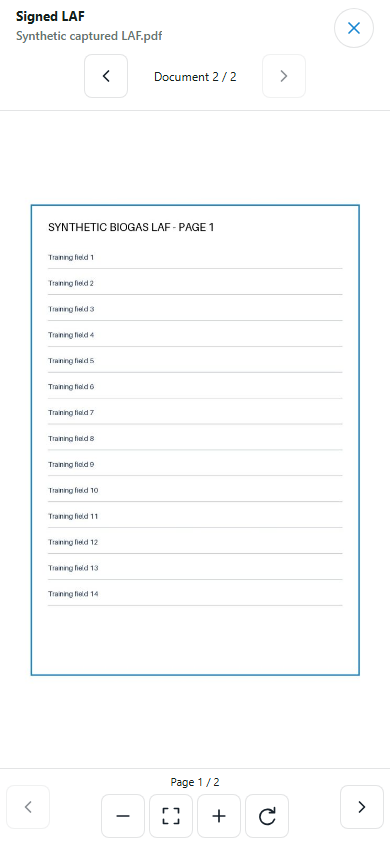 Signed LAF
Synthetic captured LAF.pdf
Document 2 / 2
SYNTHETIC BIOGAS LAF - PAGE 1
Training field 1
Training field 2
Training field 3
Training field 4
Training field 5
Training field 6
Training field 7
Training field 8
Training field 9
Training field 10
Training field 11
Training field 12
Training field 13
Training field 14
Page 1 / 2